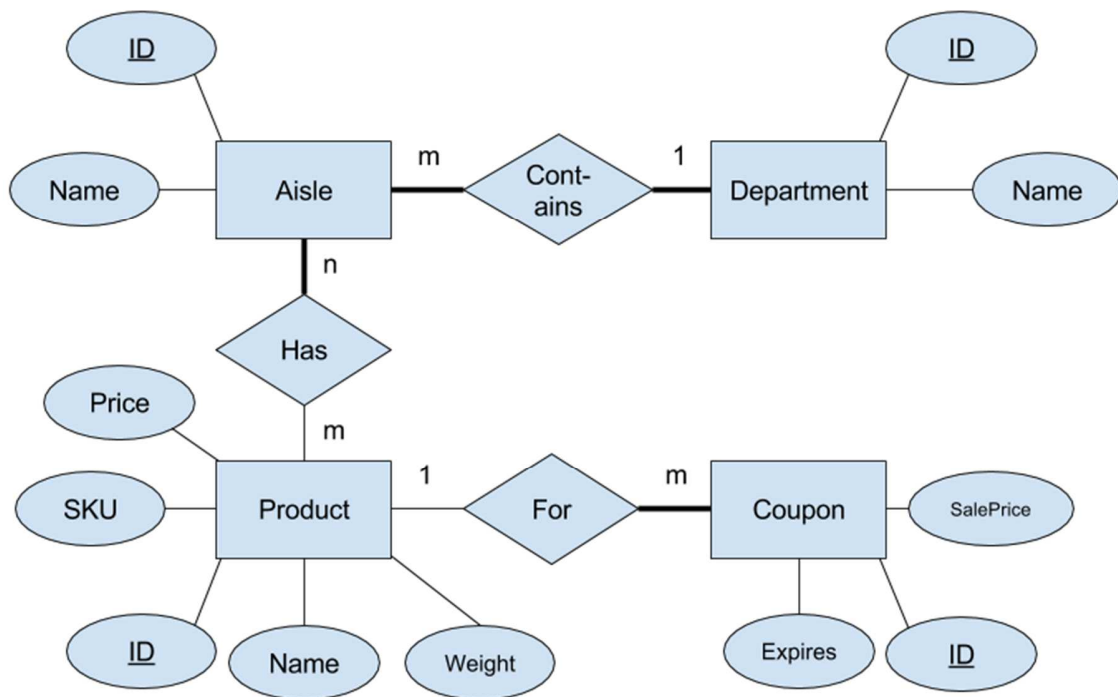 ID
ID
Name
Aisle
m
Cont-
ains
1
Department
Name
n
Has
Price
m
SKU
Product
1
For
m
Coupon
SalePrice
ID
Name
Weight
Expires
ID